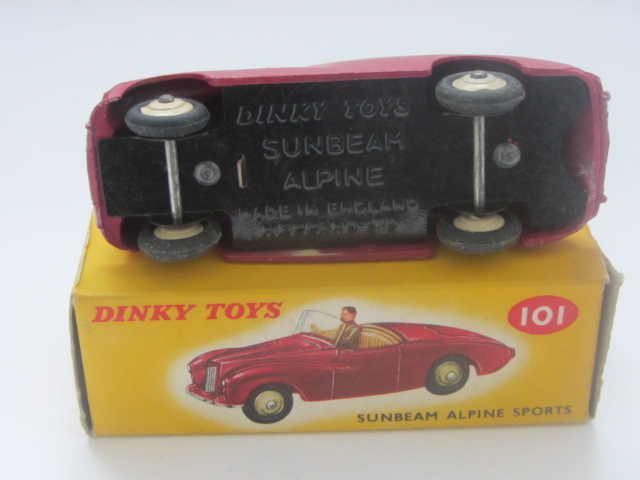 DINKY TOYS
SUNBEAM
ALPINE
MADE IN ENGLAND
DINKY TOYS
101
SUNBEAM ALPINE SPORTS